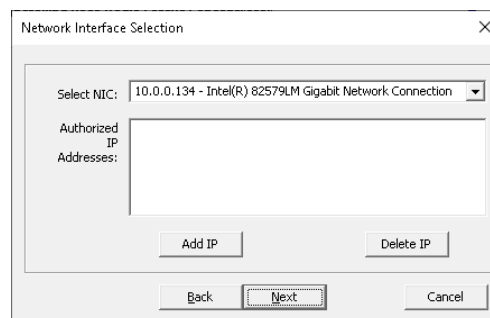 Network Interface Selection
Select NIC: 10.0.0.134 - Intel(R) 82579LM Gigabit Network Connection
Authorized
IP
Addresses:
Add IP Delete IP
Back Next Cancel